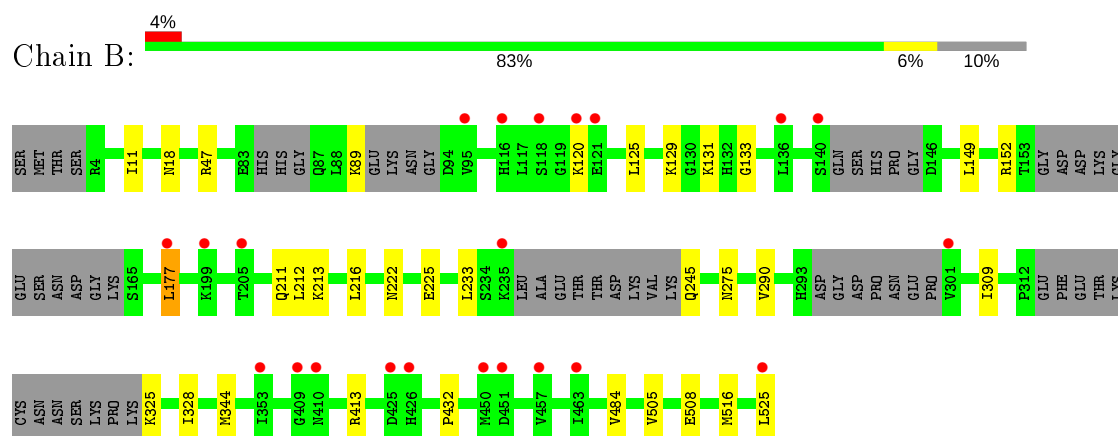 4%
Chain B:
83% 6% 10%
SER MET THR SER R4 I11 N18 R47 E83 HIS HIS GLY Q87 L88 K89 GLU LYS ASN GLY D94 V95 H116 L117 S118 G119 K120 E121 L125 K129 G130 K131 H132 G133 L136 S140 GLN SER HIS PRO GLY D146 L149 R152 T153 GLY ASP ASP LYS GLY
GLU SER ASN ASP GLY LYS S165 L177 K199 T205 Q211 L212 K213 L216 N222 E225 L233 S234 K235 LEU ALA GLU THR THR ASP LYS VAL LYS Q245 N275 V290 H293 ASP GLY ASP PRO ASN GLU PRO V301 I309 P312 GLU PHE GLU THR LYS
CYS ASN ASN SER LYS PRO LYS K325 I328 M344 I353 G409 N410 R413 D425 H426 P432 M450 D451 V457 I463 V484 V505 E508 M516 L525